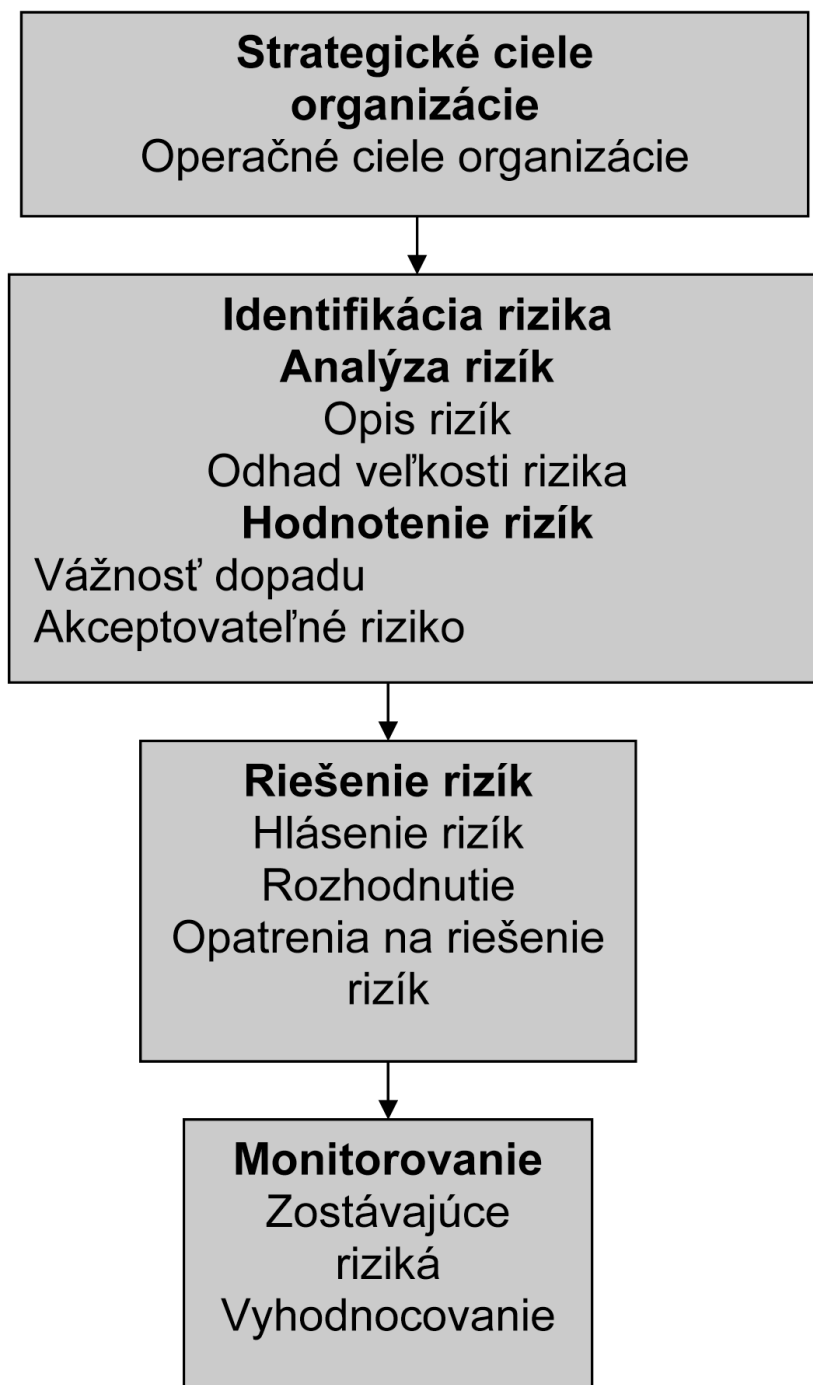 Strategické ciele
organizácie
Operačné ciele organizácie
Identifikácia rizika
Analýza rizík
Opis rizík
Odhad veľkosti rizika
Hodnotenie rizík
Vážnosť dopadu
Akceptovateľné riziko
Riešenie rizík
Hlásenie rizík
Rozhodnutie
Opatrenia na riešenie
rizík
Monitorovanie
Zostávajúce
riziká
Vyhodnocovanie